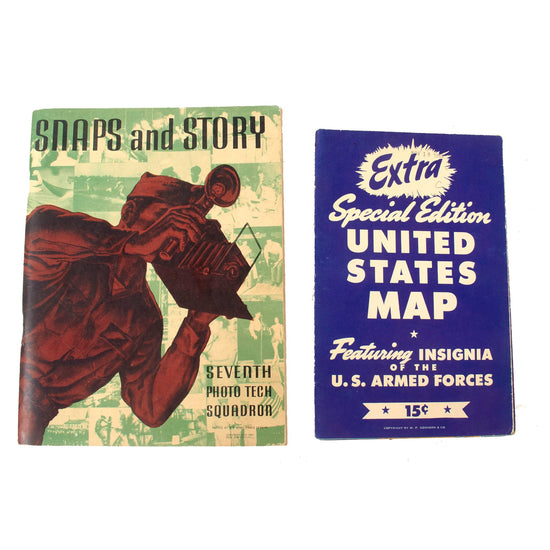 SNAPS and STORY
SEVENTH
PHOTO TECH
SQUADRON
Extra
Special Edition
UNITED
STATES
MAP
Featuring INSIGNIA
OF THE
U.S. ARMED FORCES
15¢